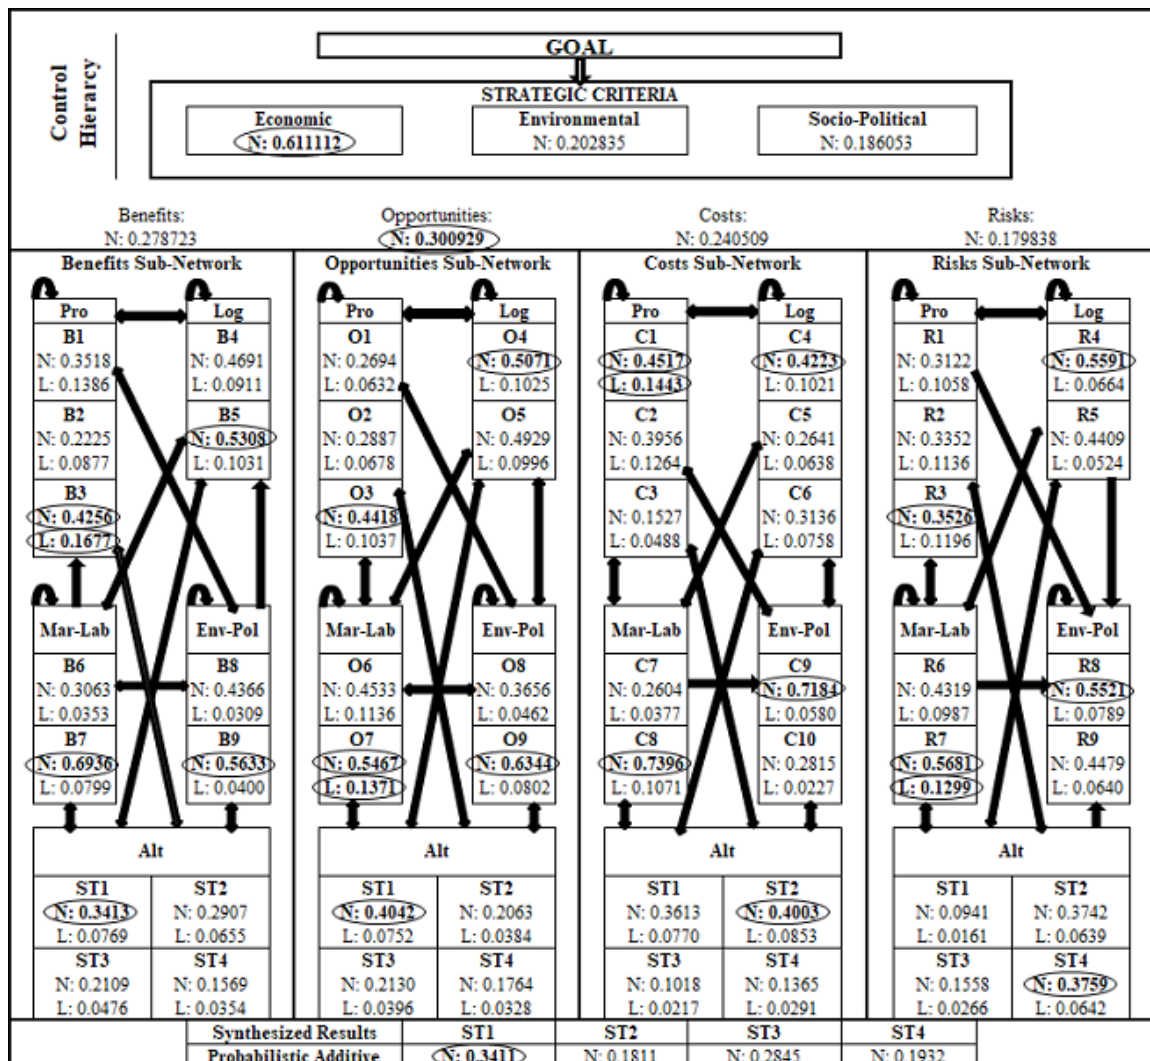 Control
Hierarcy
GOAL
STRATEGIC CRITERIA
Economic
N: 0.611112
Environmental
N: 0.202835
Socio-Political
N: 0.186053
Benefits:
N: 0.278723
Opportunities:
N: 0.300929
Costs:
N: 0.240509
Risks:
N: 0.179838
Benefits Sub-Network
Pro
B1
N: 0.3518
L: 0.1386
B2
N: 0.2225
L: 0.0877
B3
N: 0.4256
L: 0.1677
Log
B4
N: 0.4691
L: 0.0911
B5
N: 0.5308
L: 0.1031
Mar-Lab
B6
N: 0.3063
L: 0.0353
B7
N: 0.6936
L: 0.0799
Env-Pol
B8
N: 0.4366
L: 0.0309
B9
N: 0.5633
L: 0.0400
Alt
ST1
N: 0.3413
L: 0.0769
ST2
N: 0.2907
L: 0.0655
ST3
N: 0.2109
L: 0.0476
ST4
N: 0.1569
L: 0.0354
Opportunities Sub-Network
Pro
O1
N: 0.2694
L: 0.0632
O2
N: 0.2887
L: 0.0678
O3
N: 0.4418
L: 0.1037
Log
O4
N: 0.5071
L: 0.1025
O5
N: 0.4929
L: 0.0996
Mar-Lab
O6
N: 0.4533
L: 0.1136
O7
N: 0.5467
L: 0.1371
Env-Pol
O8
N: 0.3656
L: 0.0462
O9
N: 0.6344
L: 0.0802
Alt
ST1
N: 0.4042
L: 0.0752
ST2
N: 0.2063
L: 0.0384
ST3
N: 0.2130
L: 0.0396
ST4
N: 0.1764
L: 0.0328
Costs Sub-Network
Pro
C1
N: 0.4517
L: 0.1443
C2
N: 0.3956
L: 0.1264
C3
N: 0.1527
L: 0.0488
Log
C4
N: 0.4223
L: 0.1021
C5
N: 0.2641
L: 0.0638
C6
N: 0.3136
L: 0.0758
Mar-Lab
C7
N: 0.2604
L: 0.0377
C8
N: 0.7396
L: 0.1071
Env-Pol
C9
N: 0.7184
L: 0.0580
C10
N: 0.2815
L: 0.0227
Alt
ST1
N: 0.3613
L: 0.0770
ST2
N: 0.4003
L: 0.0853
ST3
N: 0.1018
L: 0.0217
ST4
N: 0.1365
L: 0.0291
Risks Sub-Network
Pro
R1
N: 0.3122
L: 0.1058
R2
N: 0.3352
L: 0.1136
R3
N: 0.3526
L: 0.1196
Log
R4
N: 0.5591
L: 0.0664
R5
N: 0.4409
L: 0.0524
Mar-Lab
R6
N: 0.4319
L: 0.0987
R7
N: 0.5681
L: 0.1299
Env-Pol
R8
N: 0.5521
L: 0.0789
R9
N: 0.4479
L: 0.0640
Alt
ST1
N: 0.0941
L: 0.0161
ST2
N: 0.3742
L: 0.0639
ST3
N: 0.1558
L: 0.0266
ST4
N: 0.3759
L: 0.0642
Synthesized Results ST1 ST2 ST3 ST4
Probabilistic Additive N: 0.3411 N: 0.1811 N: 0.2845 N: 0.1932